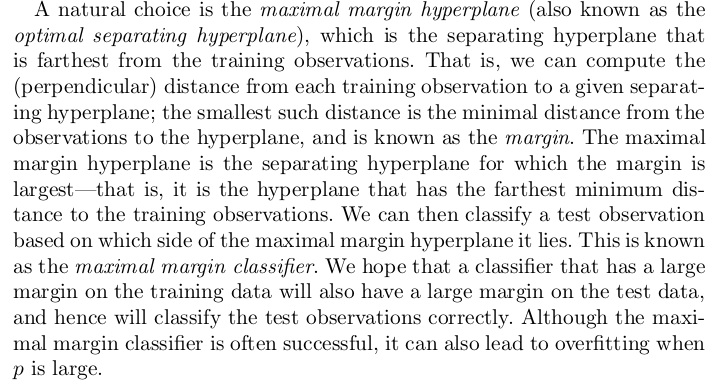 A natural choice is the maximal margin hyperplane (also known as the
optimal separating hyperplane), which is the separating hyperplane that
is farthest from the training observations. That is, we can compute the
(perpendicular) distance from each training observation to a given separat-
ing hyperplane; the smallest such distance is the minimal distance from the
observations to the hyperplane, and is known as the margin. The maximal
margin hyperplane is the separating hyperplane for which the margin is
largest—that is, it is the hyperplane that has the farthest minimum dis-
tance to the training observations. We can then classify a test observation
based on which side of the maximal margin hyperplane it lies. This is known
as the maximal margin classifier. We hope that a classifier that has a large
margin on the training data will also have a large margin on the test data,
and hence will classify the test observations correctly. Although the maxi-
mal margin classifier is often successful, it can also lead to overfitting when
p is large.